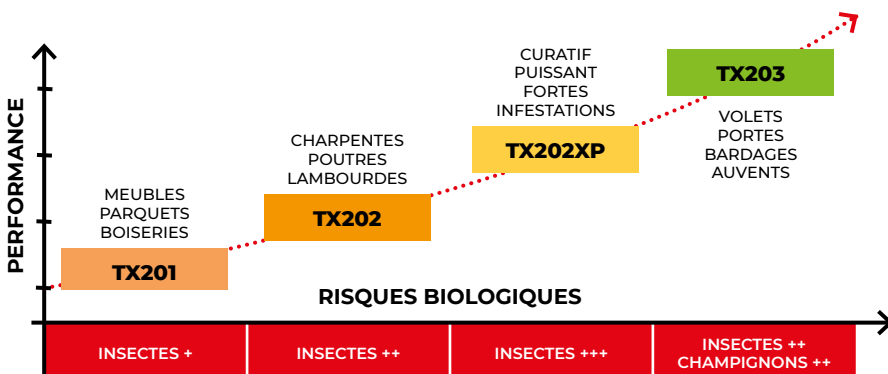 PERFORMANCE
MEUBLES
PARQUETS
BOISERIES
TX201
CHARPENTES
POUTRES
LAMBOURDES
TX202
CURATIF
PUISSANT
FORTES
INFESTATIONS
TX202XP
TX203
VOLETS
PORTES
BARDAGES
AUVENTS
RISQUES BIOLOGIQUES
INSECTES +
INSECTES ++
INSECTES +++
INSECTES ++
CHAMPIGNONS ++